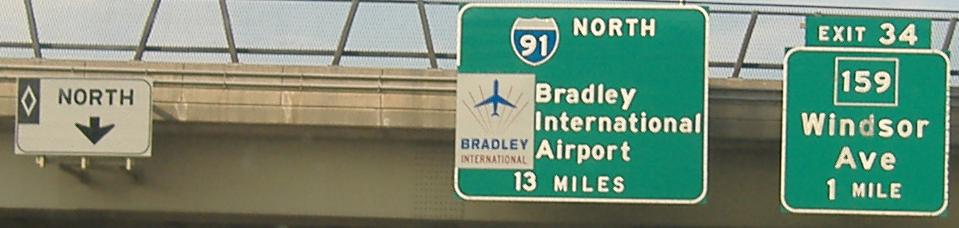 NORTH
91 NORTH
Bradley
International
Airport
BRADLEY
INTERNATIONAL
13 MILES
EXIT 34
159
Windsor
Ave
1 MILE